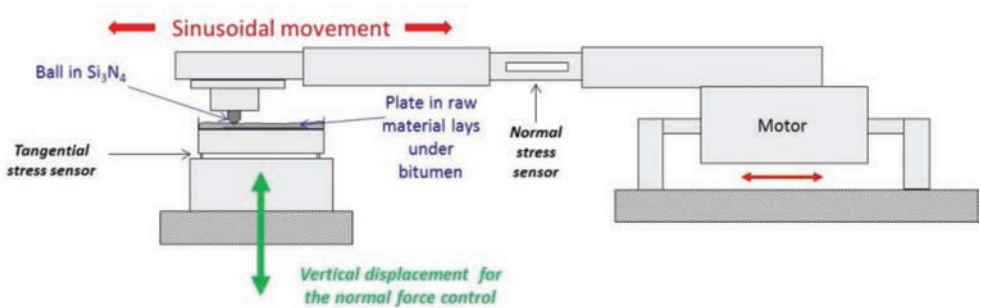 Sinusoidal movement
Ball in Si₃N₄
Plate in raw
material lays
under
bitumen
Normal
stress
sensor
Motor
Tangential
stress sensor
Vertical displacement for
the normal force control